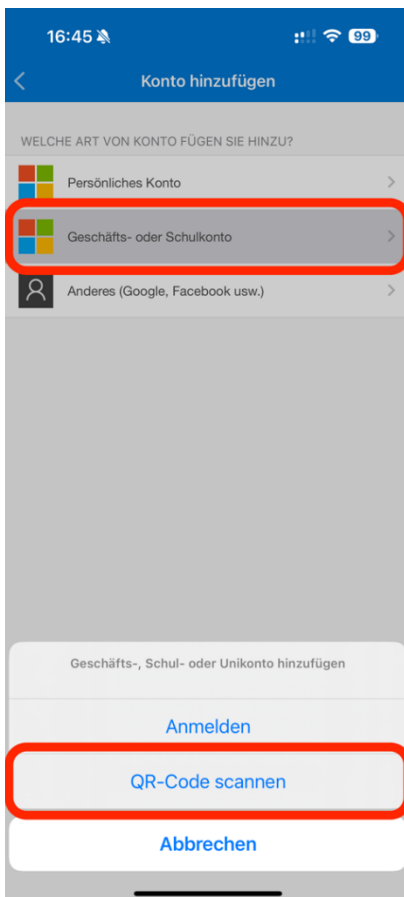 16:45
99
Konto hinzufügen
WELCHE ART VON KONTO FÜGEN SIE HINZU?
Persönliches Konto
Geschäfts- oder Schulkonto
Anderes (Google, Facebook usw.)
Geschäfts-, Schul- oder Unikonto hinzufügen
Anmelden
QR-Code scannen
Abbrechen